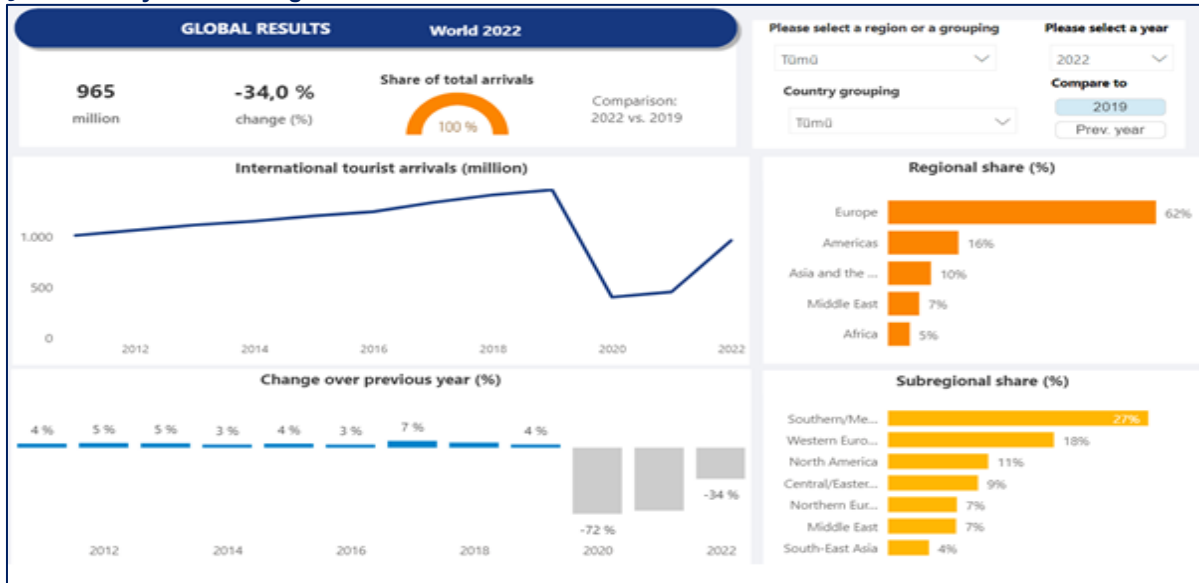 GLOBAL RESULTS World 2022
965
million
-34,0 %
change (%)
Share of total arrivals
100 %
Comparison:
2022 vs. 2019
Please select a region or a grouping
Tümü
Country grouping
Tümü
Please select a year
2022
Compare to
2019
Prev. year
International tourist arrivals (million)
1.000
500
0
2012 2014 2016 2018 2020 2022
Regional share (%)
Europe 62%
Americas 16%
Asia and the ... 10%
Middle East 7%
Africa 5%
Change over previous year (%)
4 % 5 % 5 % 3 % 4 % 3 % 7 % 4 %
-34 %
-72 %
2012 2014 2016 2018 2020 2022
Subregional share (%)
Southern/Me... 27%
Western Euro... 18%
North America 11%
Central/Easter... 9%
Northern Eur... 7%
Middle East 7%
South-East Asia 4%